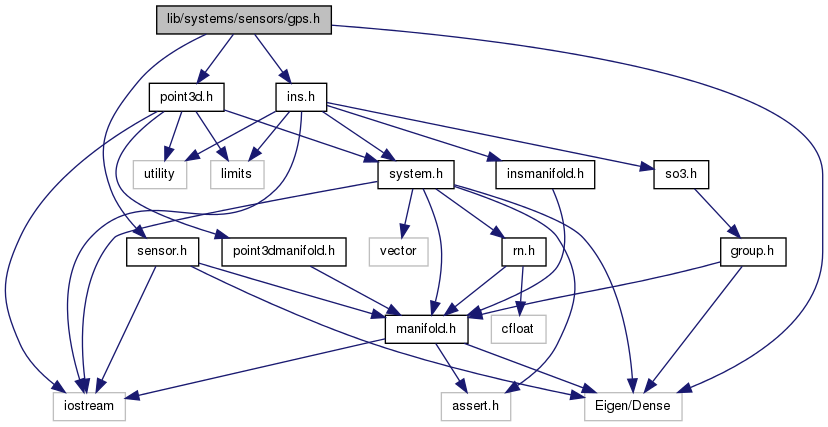 lib/systems/sensors/gps.h
point3d.h
ins.h
utility
limits
system.h
insmanifold.h
so3.h
sensor.h
point3dmanifold.h
vector
rn.h
group.h
manifold.h
cfloat
iostream
assert.h
Eigen/Dense